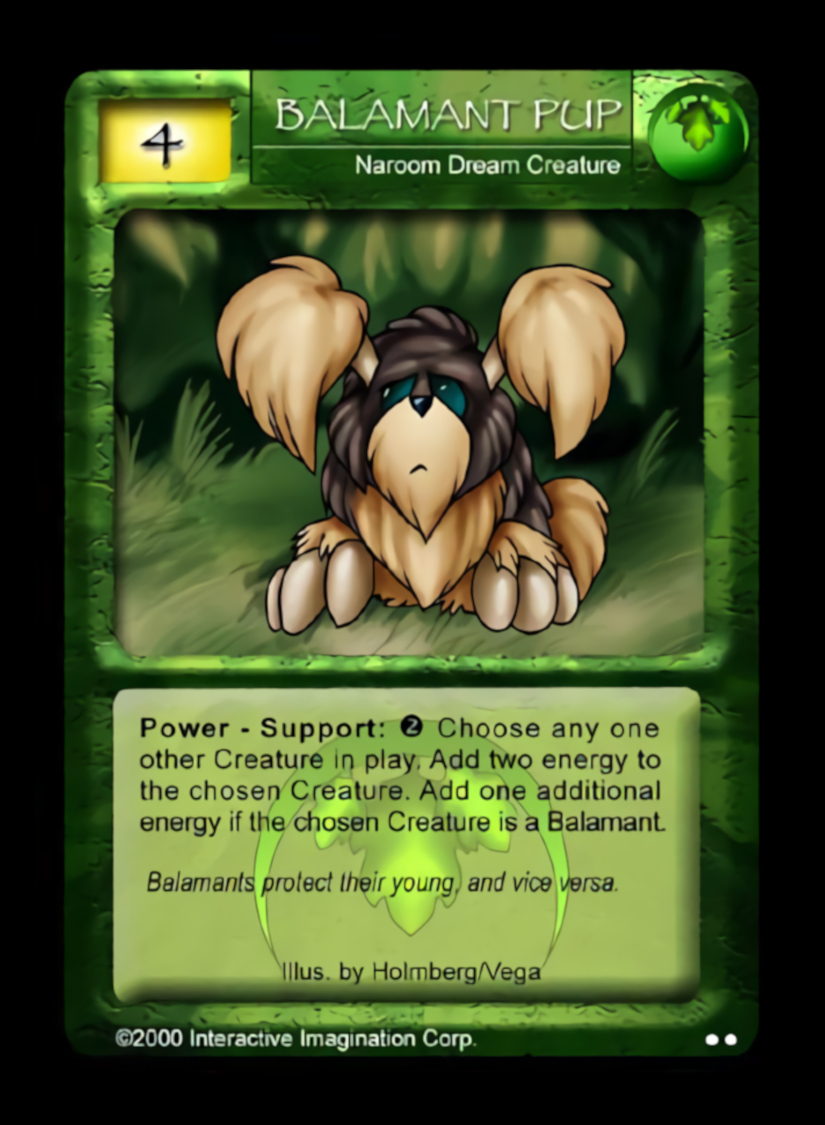 4
BALAMANT PUP
Naroom Dream Creature
Power - Support: ❷ Choose any one
other Creature in play. Add two energy to
the chosen Creature. Add one additional
energy if the chosen Creature is a Balamant.
Balamants protect their young, and vice versa.
Illus. by Holmberg/Vega
©2000 Interactive Imagination Corp.